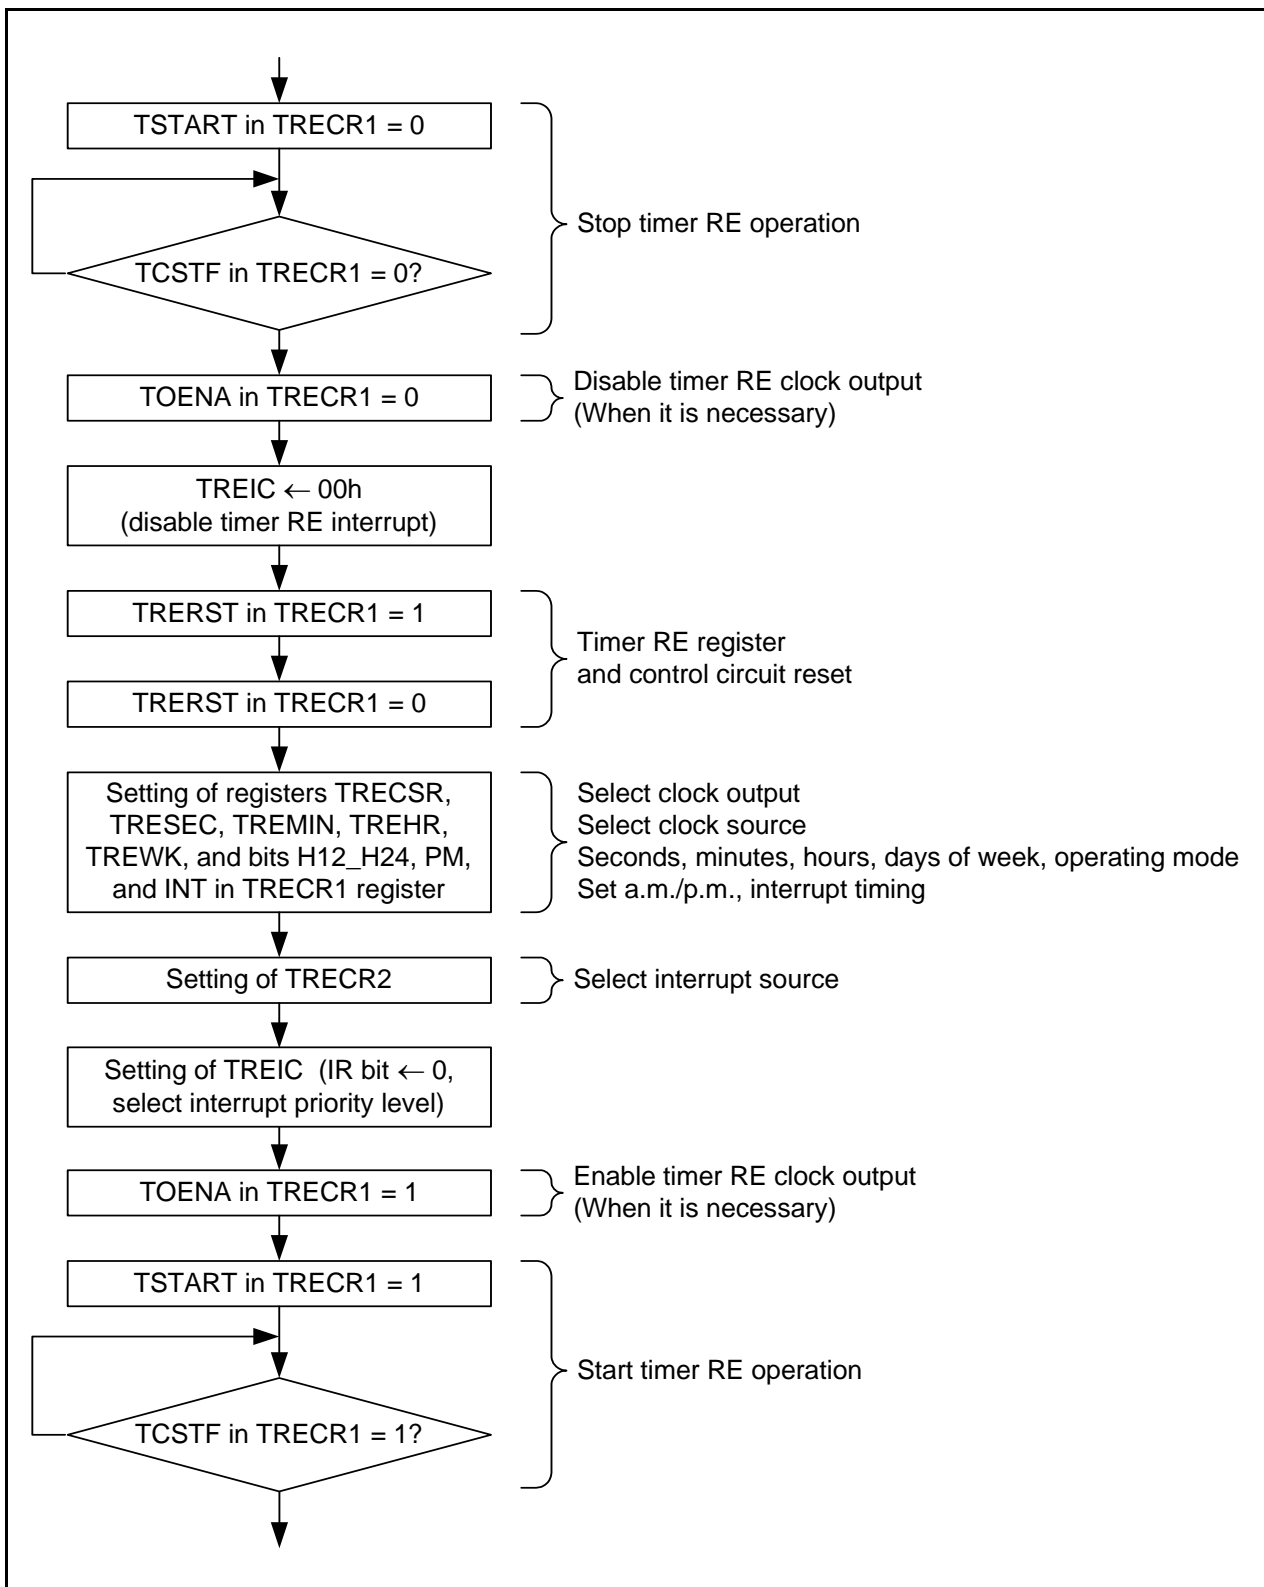 TSTART in TRECR1 = 0
TCSTF in TRECR1 = 0?
Stop timer RE operation
TOENA in TRECR1 = 0
Disable timer RE clock output
(When it is necessary)
TREIC ← 00h
(disable timer RE interrupt)
TRERST in TRECR1 = 1
TRERST in TRECR1 = 0
Timer RE register
and control circuit reset
Setting of registers TRECSR,
TRESEC, TREMIN, TREHR,
TREWK, and bits H12_H24, PM,
and INT in TRECR1 register
Select clock output
Select clock source
Seconds, minutes, hours, days of week, operating mode
Set a.m./p.m., interrupt timing
Setting of TRECR2
Select interrupt source
Setting of TREIC (IR bit ← 0,
select interrupt priority level)
TOENA in TRECR1 = 1
Enable timer RE clock output
(When it is necessary)
TSTART in TRECR1 = 1
TCSTF in TRECR1 = 1?
Start timer RE operation